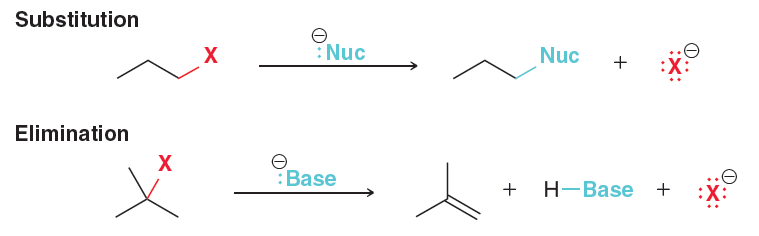 Substitution
X ⊖:Nuc Nuc + :X:⊖
Elimination
X ⊖:Base + H–Base + :X:⊖